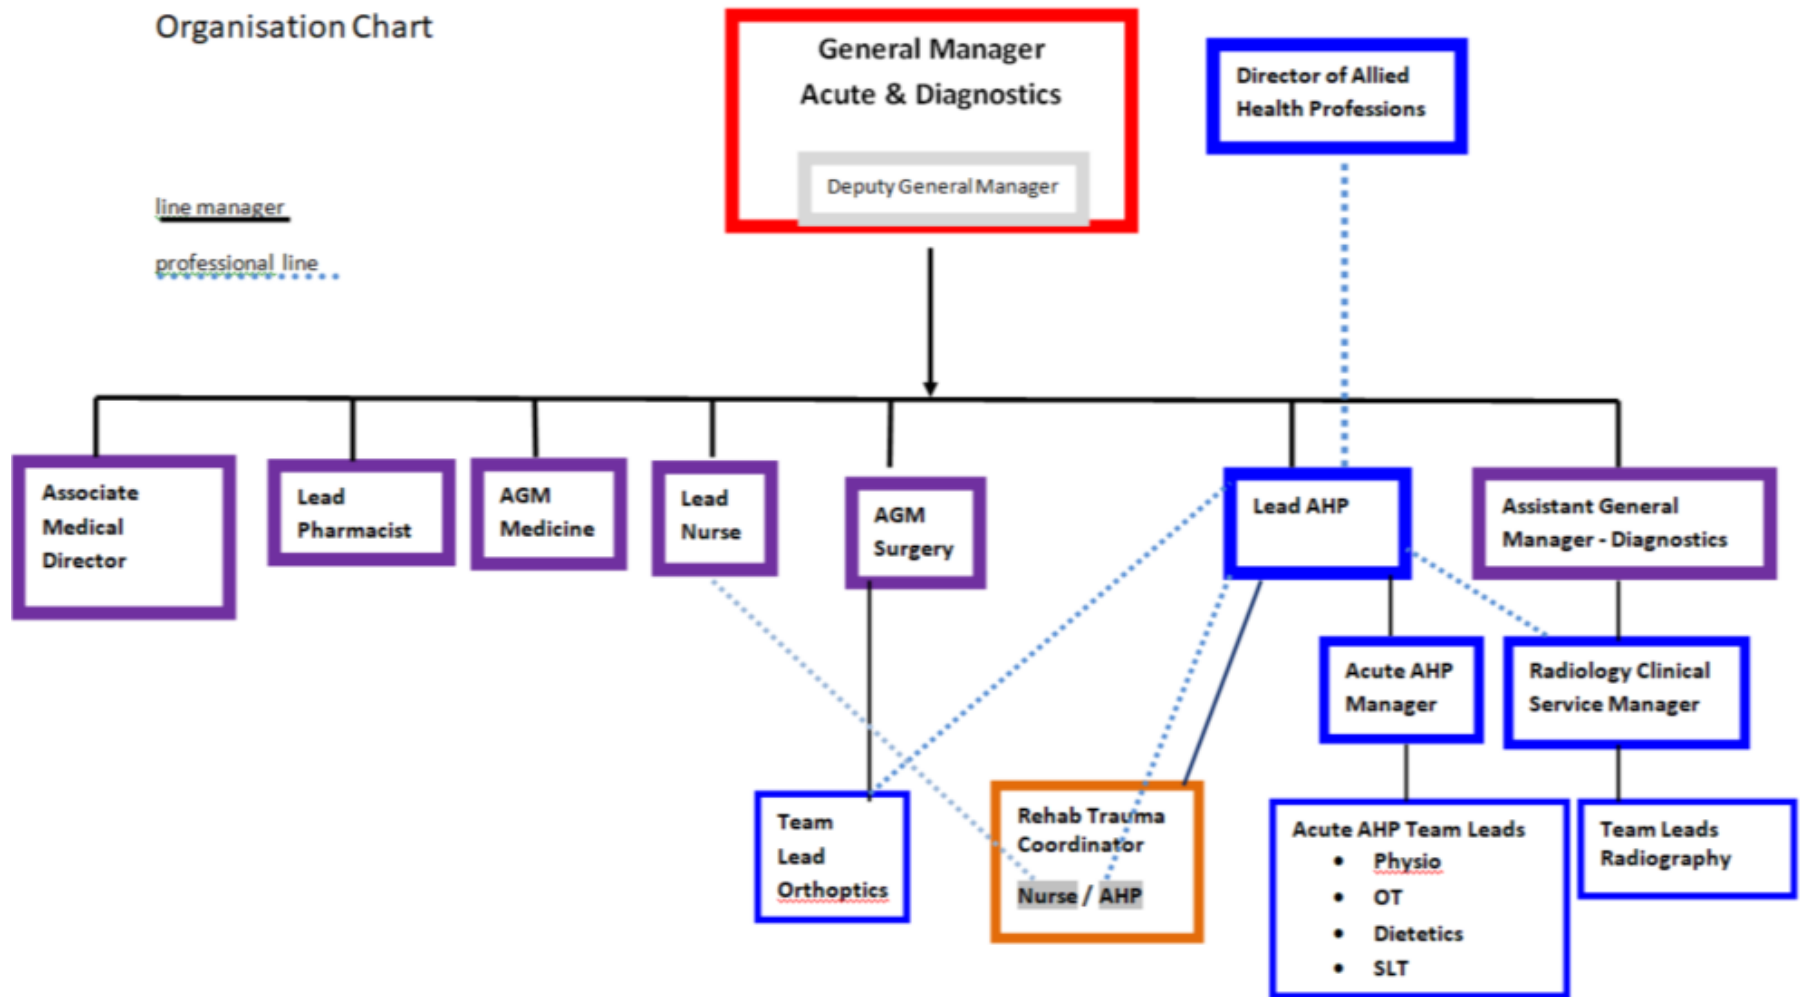 Organisation Chart
General Manager
Acute & Diagnostics
Deputy General Manager
Director of Allied
Health Professions
line manager
professional line
Associate
Medical
Director
Lead
Pharmacist
AGM
Medicine
Lead
Nurse
AGM
Surgery
Lead AHP
Assistant General
Manager - Diagnostics
Acute AHP
Manager
Radiology Clinical
Service Manager
Team
Lead
Orthoptics
Rehab Trauma
Coordinator
Nurse / AHP
Acute AHP Team Leads
• Physio
• OT
• Dietetics
• SLT
Team Leads
Radiography